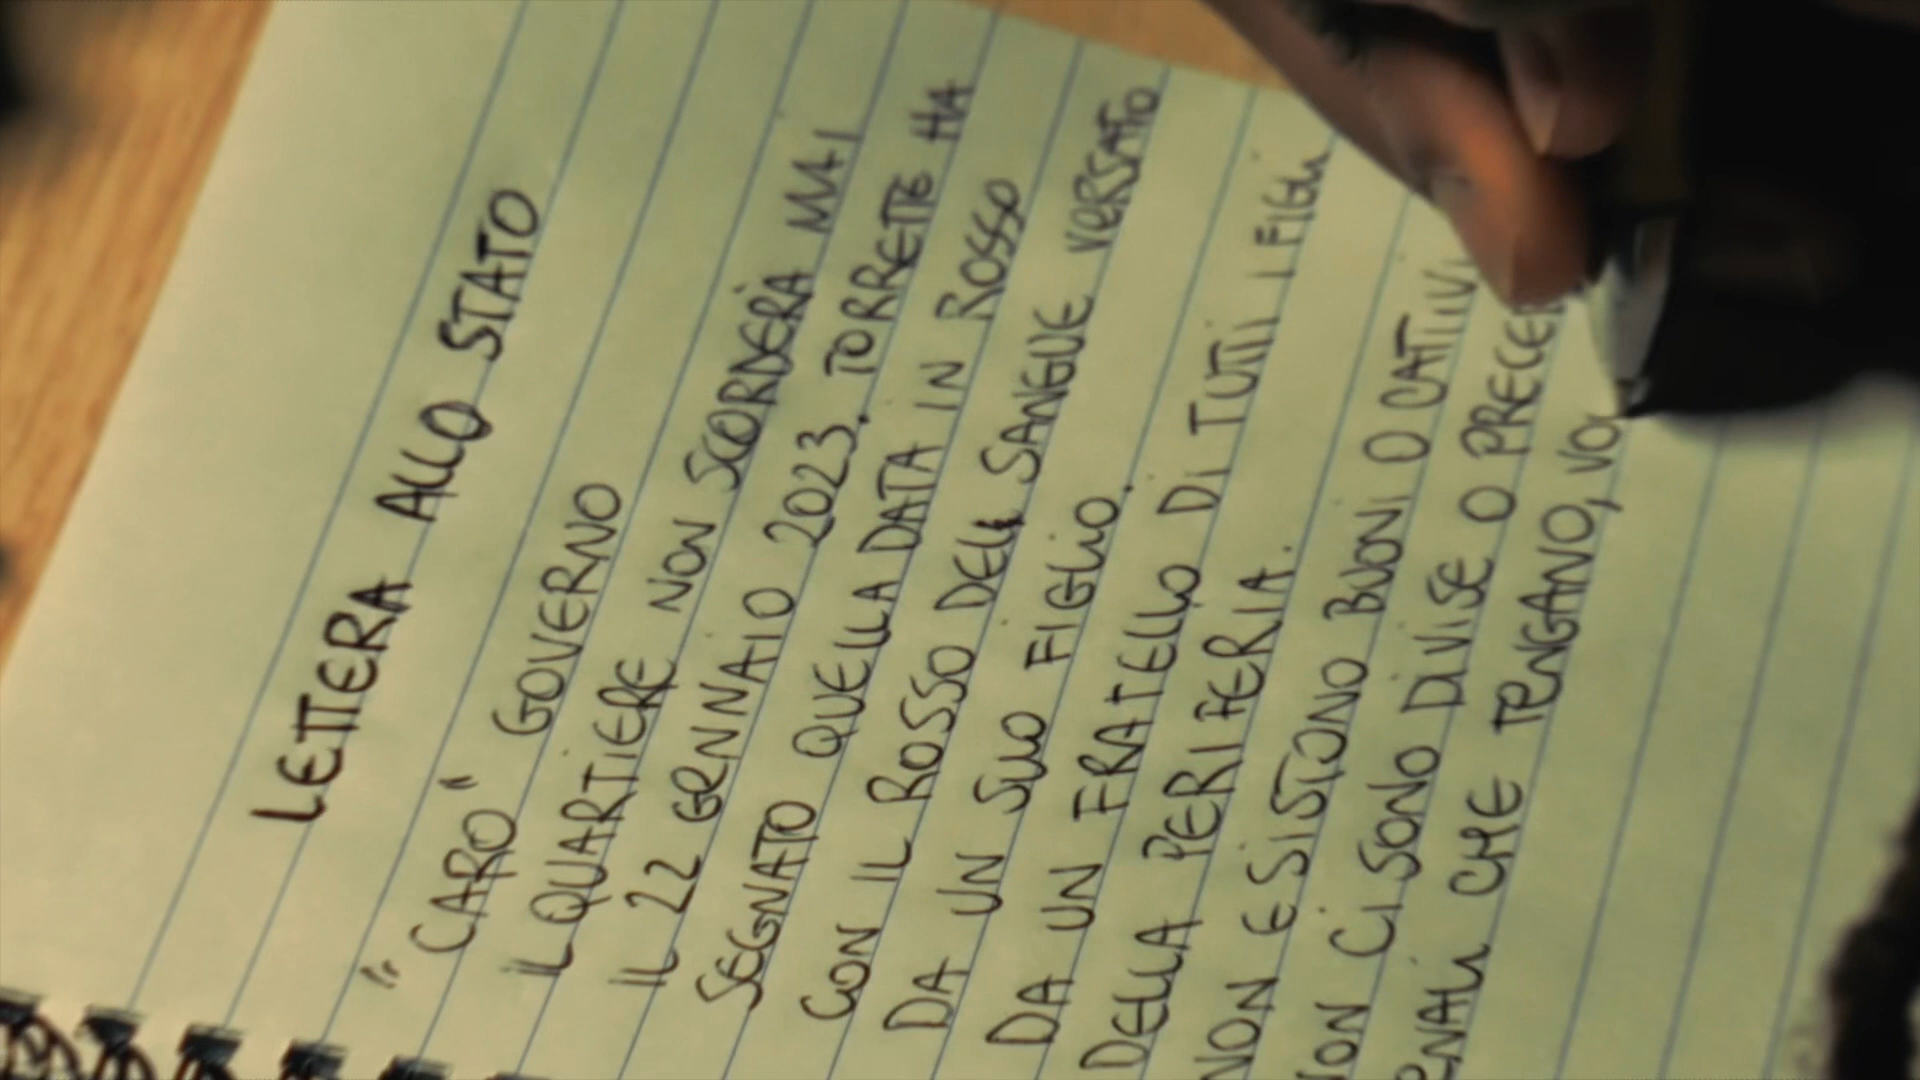 LETTERA ALLO STATO
"CARO" GOVERNO
IL QUARTIERE NON SCORDERÀ MAI
IL 22 GENNAIO 2023. TORRETTE HA
SEGNATO QUELLA DATA IN ROSSO
CON IL ROSSO DEL SANGUE VERSATO
DA UN SUO FIGLIO.
DA UN FRATELLO DI TUTTI I FIGLI
DELLA PERIFERIA.
NON ESISTONO BUONI O CATTIVI
NON CI SONO DIVISE O PRECE
PENALI CHE TENGANO, VO